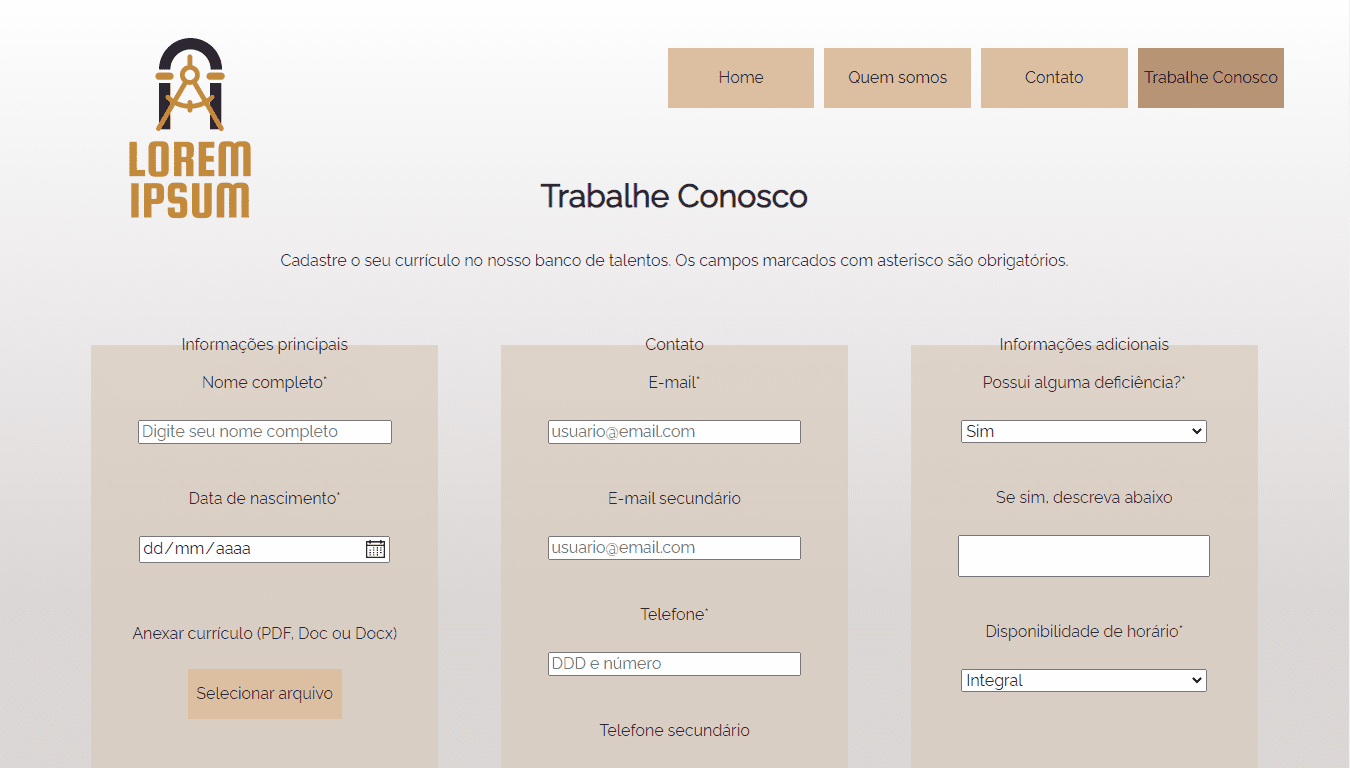 LOREM
IPSUM
Home
Quem somos
Contato
Trabalhe Conosco
Trabalhe Conosco
Cadastre o seu currículo no nosso banco de talentos. Os campos marcados com asterisco são obrigatórios.
Informações principais
Nome completo*
Digite seu nome completo
Data de nascimento*
dd/mm/aaaa
Anexar currículo (PDF, Doc ou Docx)
Selecionar arquivo
Contato
E-mail*
usuario@email.com
E-mail secundário
usuario@email.com
Telefone*
DDD e número
Telefone secundário
Informações adicionais
Possui alguma deficiência?*
Sim
Se sim, descreva abaixo
Disponibilidade de horário*
Integral